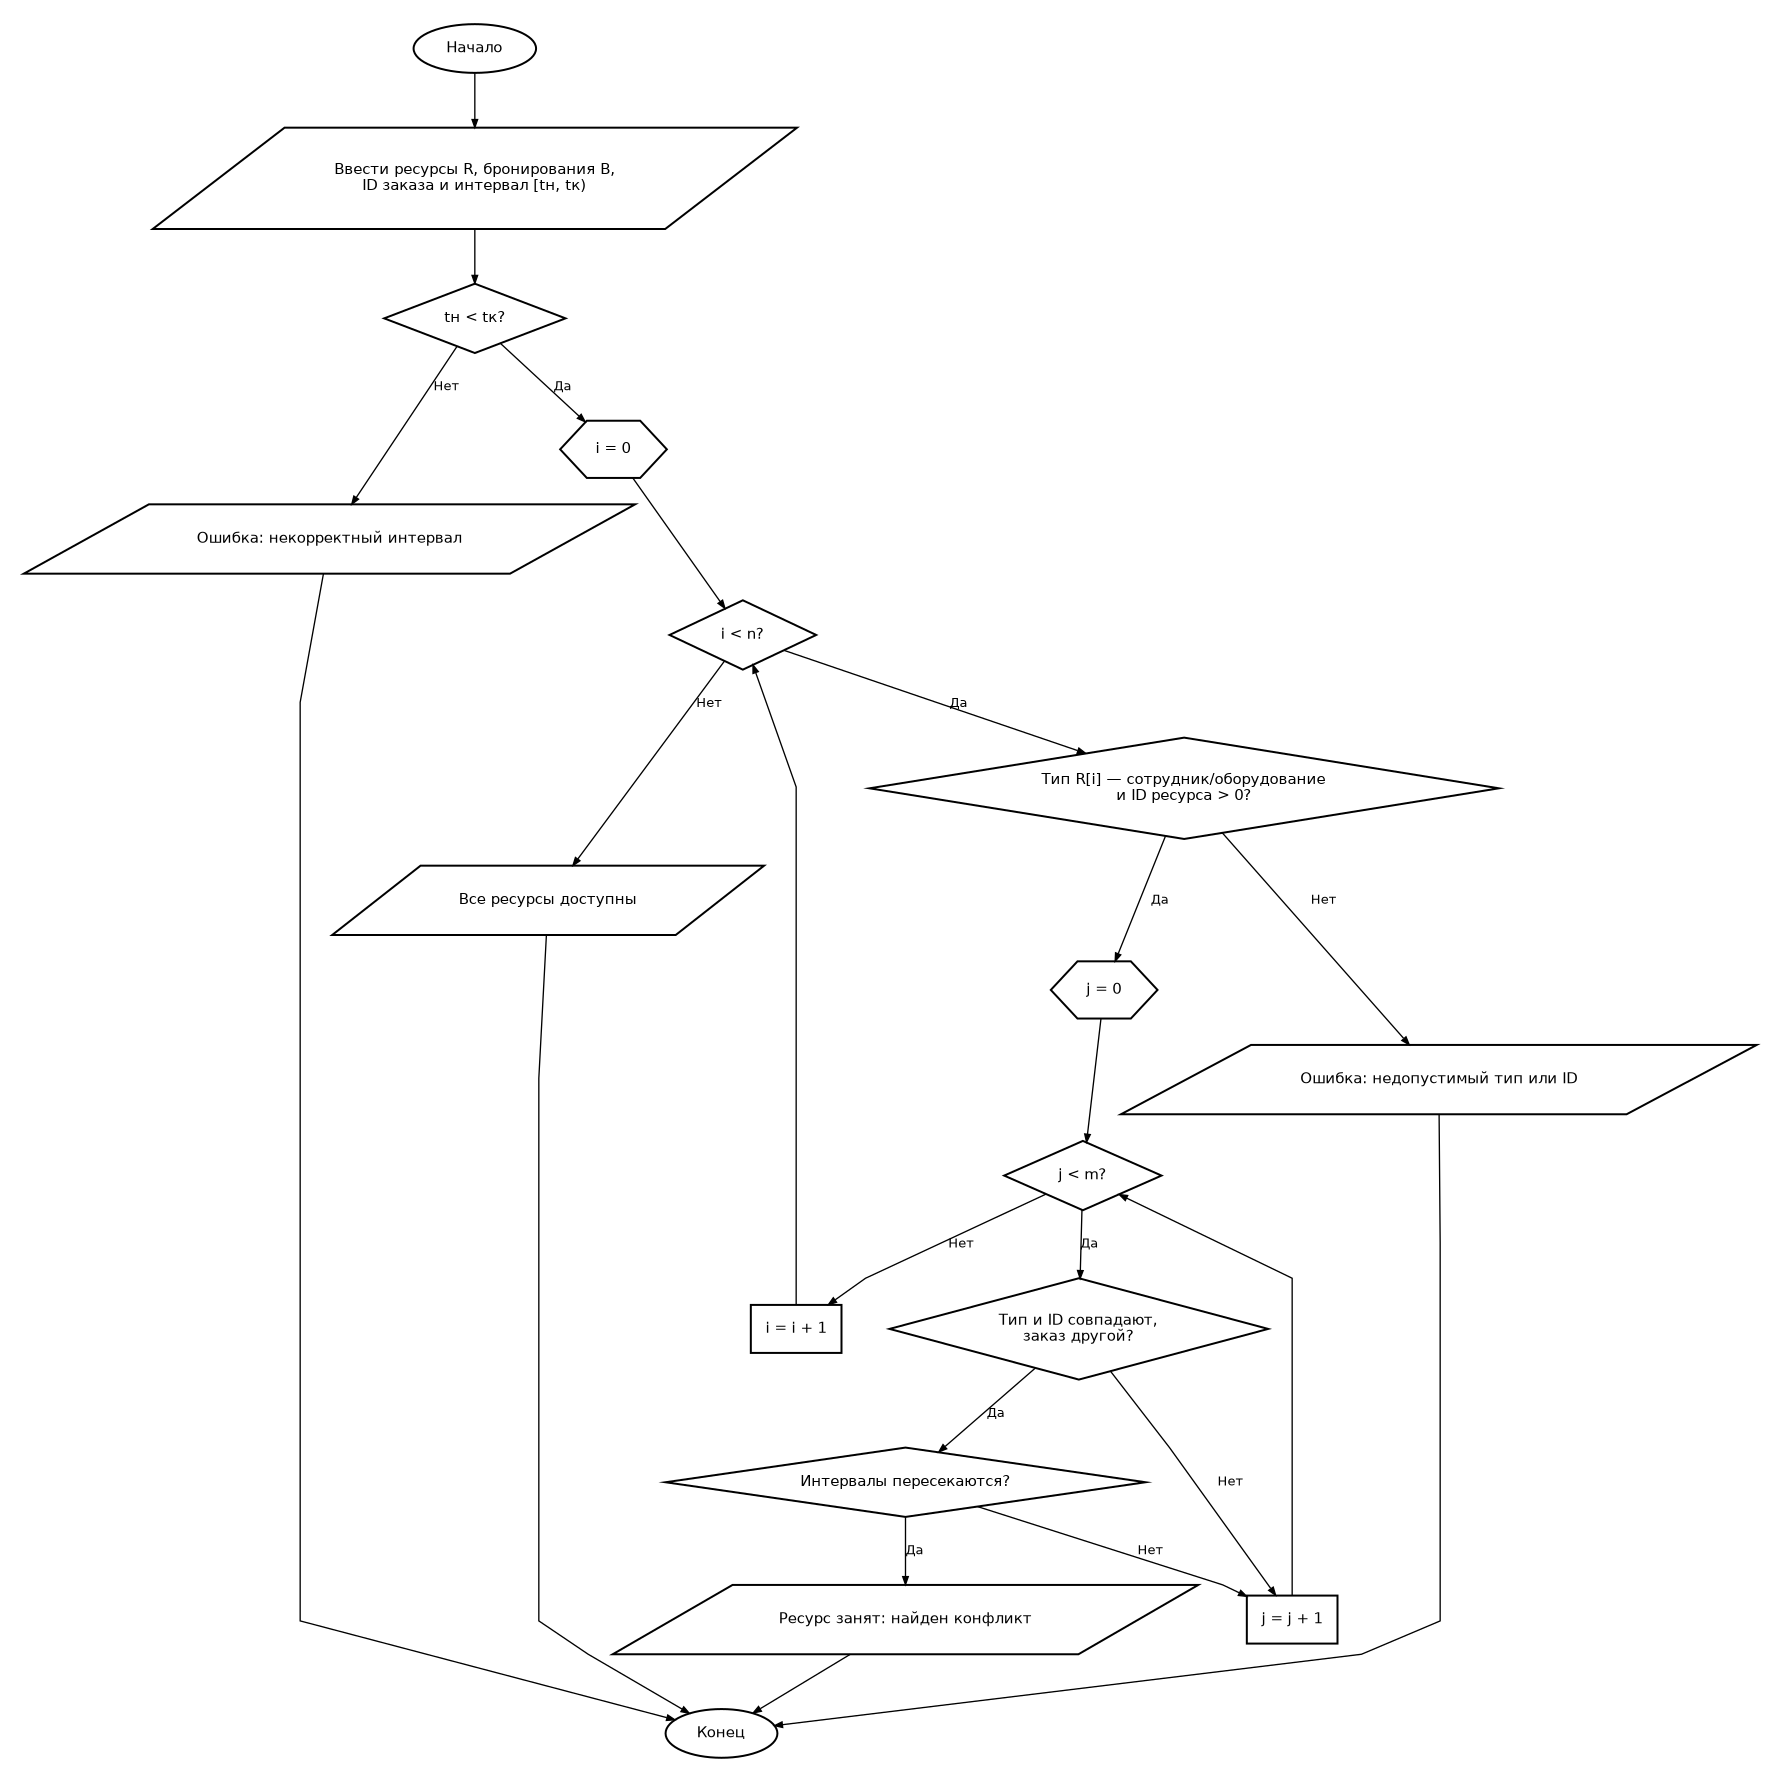 Начало
Ввести ресурсы R, бронирования B,
ID заказа и интервал [tн, tк)
tн < tк?
Нет
Да
i = 0
Ошибка: некорректный интервал
i < n?
Нет
Да
Тип R[i] — сотрудник/оборудование
и ID ресурса > 0?
Все ресурсы доступны
Да
Нет
j = 0
Ошибка: недопустимый тип или ID
j < m?
Нет
Да
i = i + 1
Тип и ID совпадают,
заказ другой?
Да
Нет
Интервалы пересекаются?
Да
Нет
Ресурс занят: найден конфликт
j = j + 1
Конец